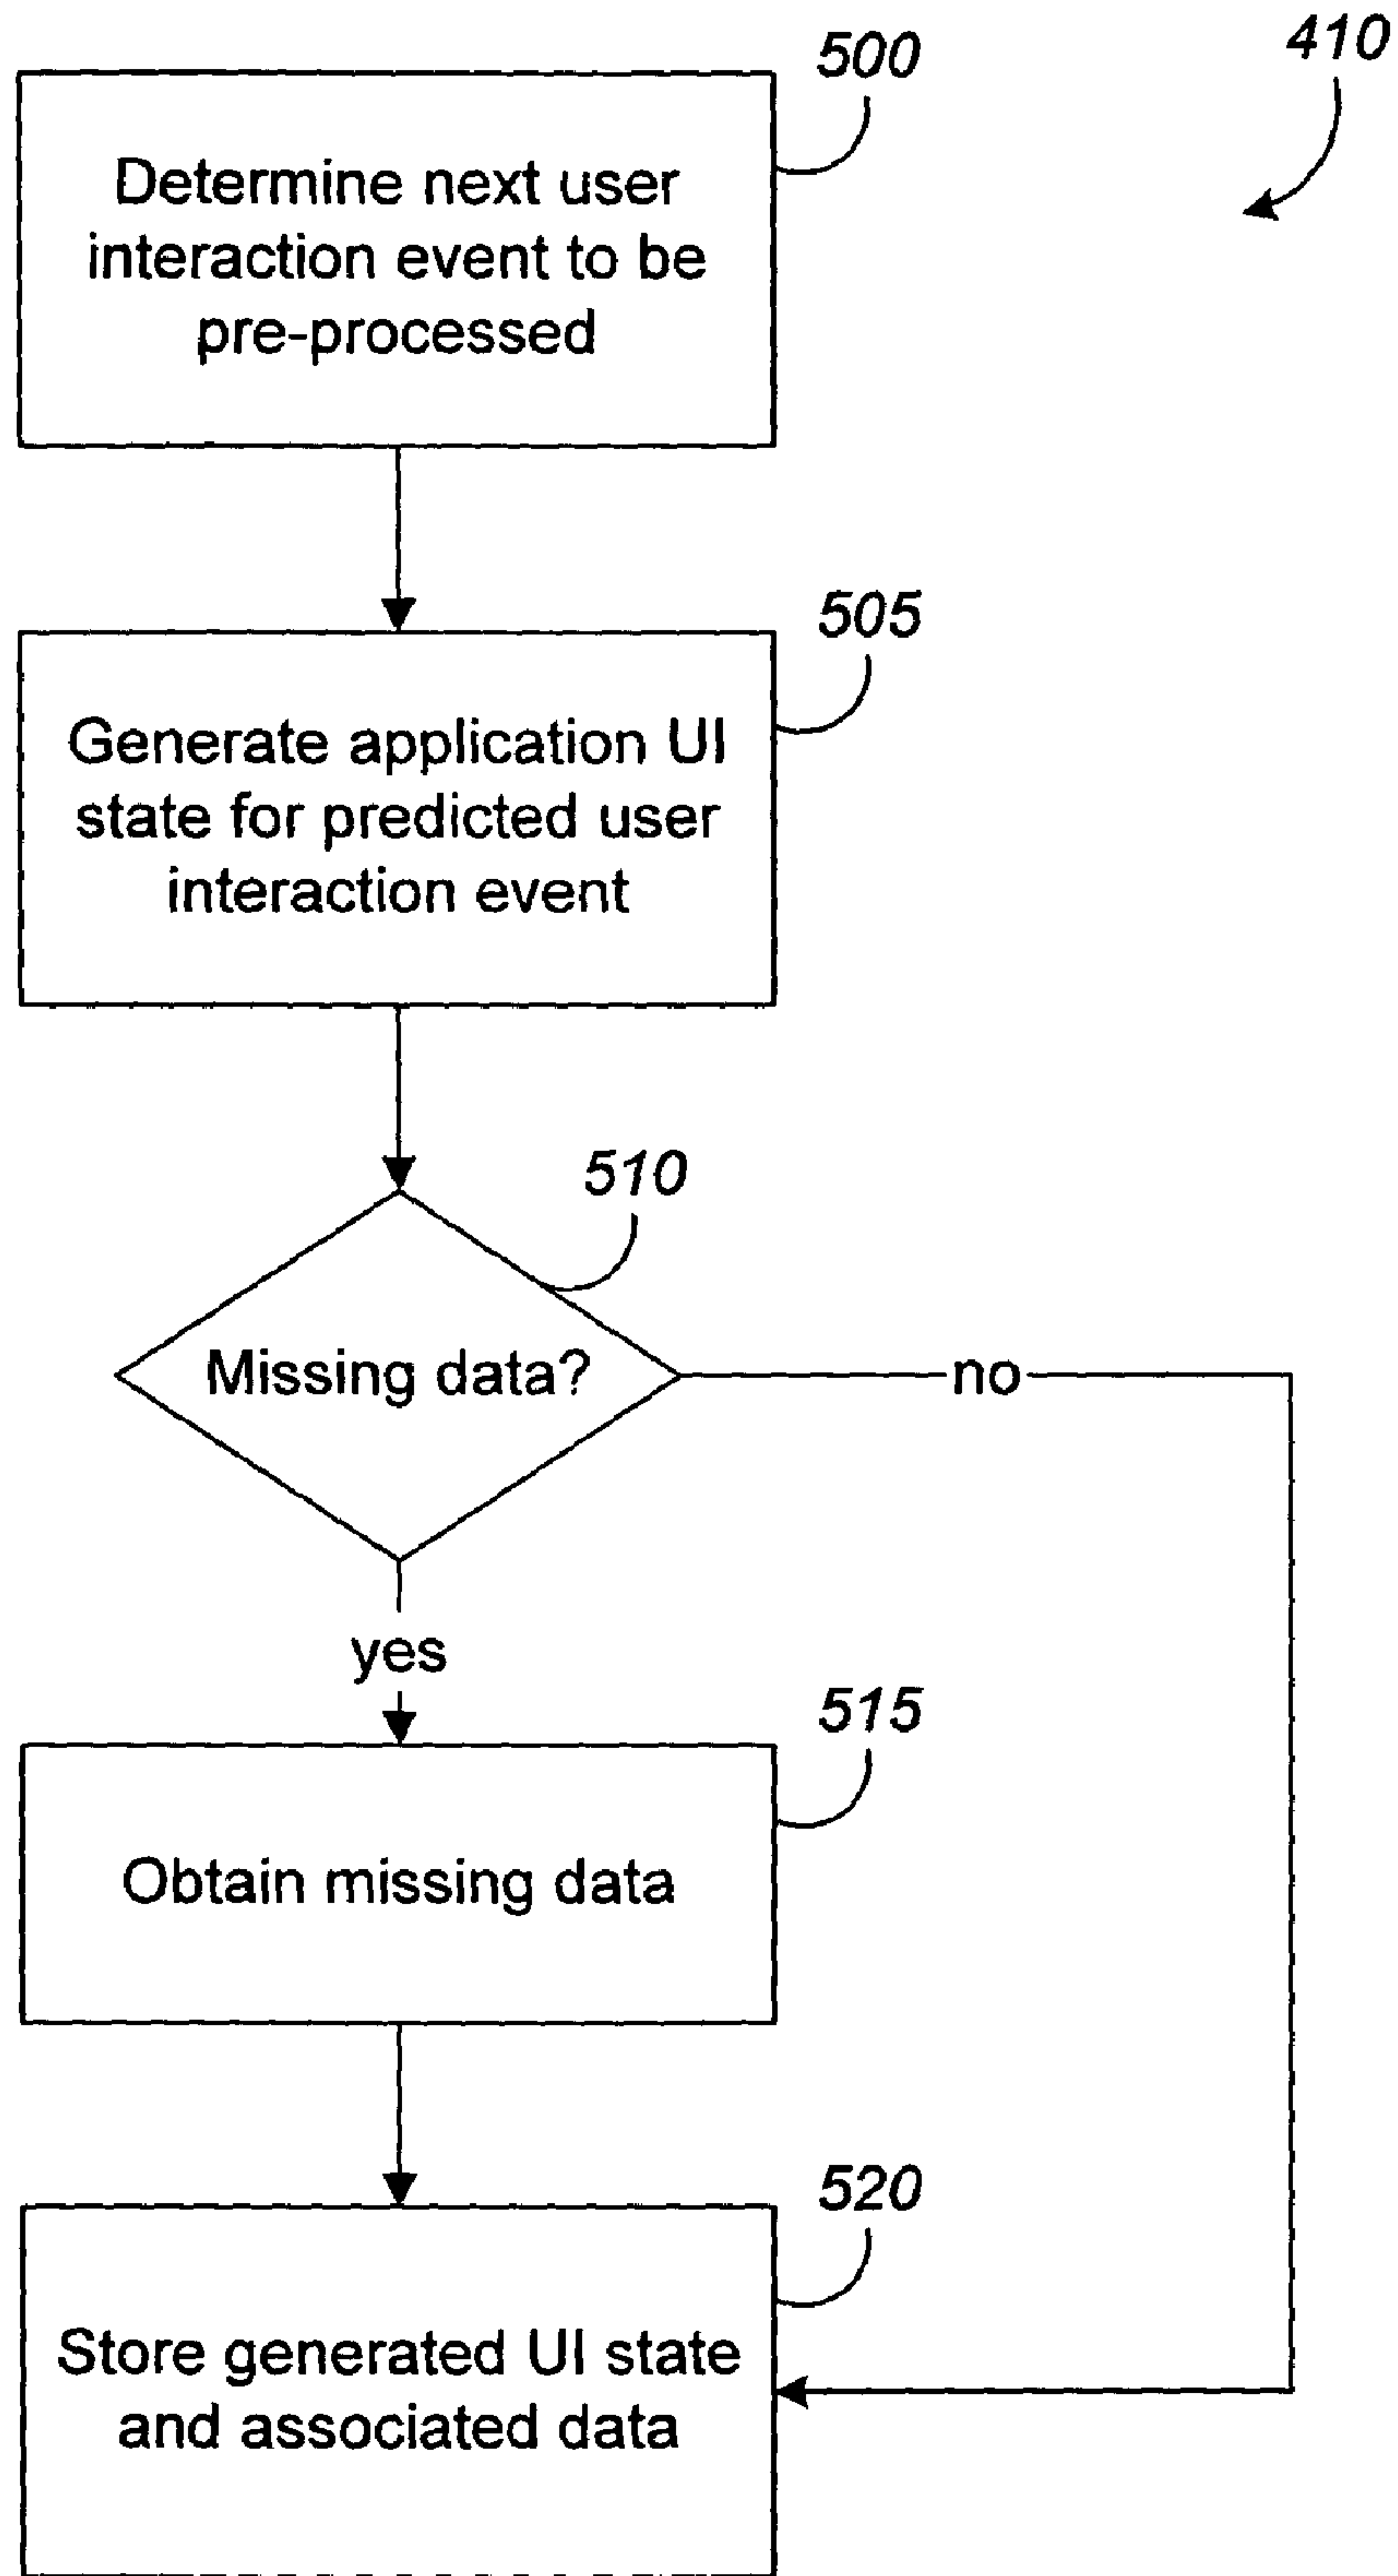 500
410
Determine next user
interaction event to be
pre-processed
505
Generate application UI
state for predicted user
interaction event
510
Missing data?
no
yes
515
Obtain missing data
520
Store generated UI state
and associated data